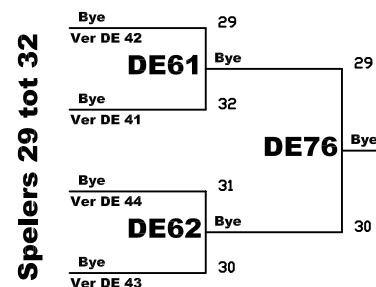 Spelers 29 tot 32
Bye 29
Ver DE 42
DE61 Bye 29
Bye
Ver DE 41 32
DE76 Bye
Bye 31
Ver DE 44
DE62 Bye 30
Bye 30
Ver DE 43